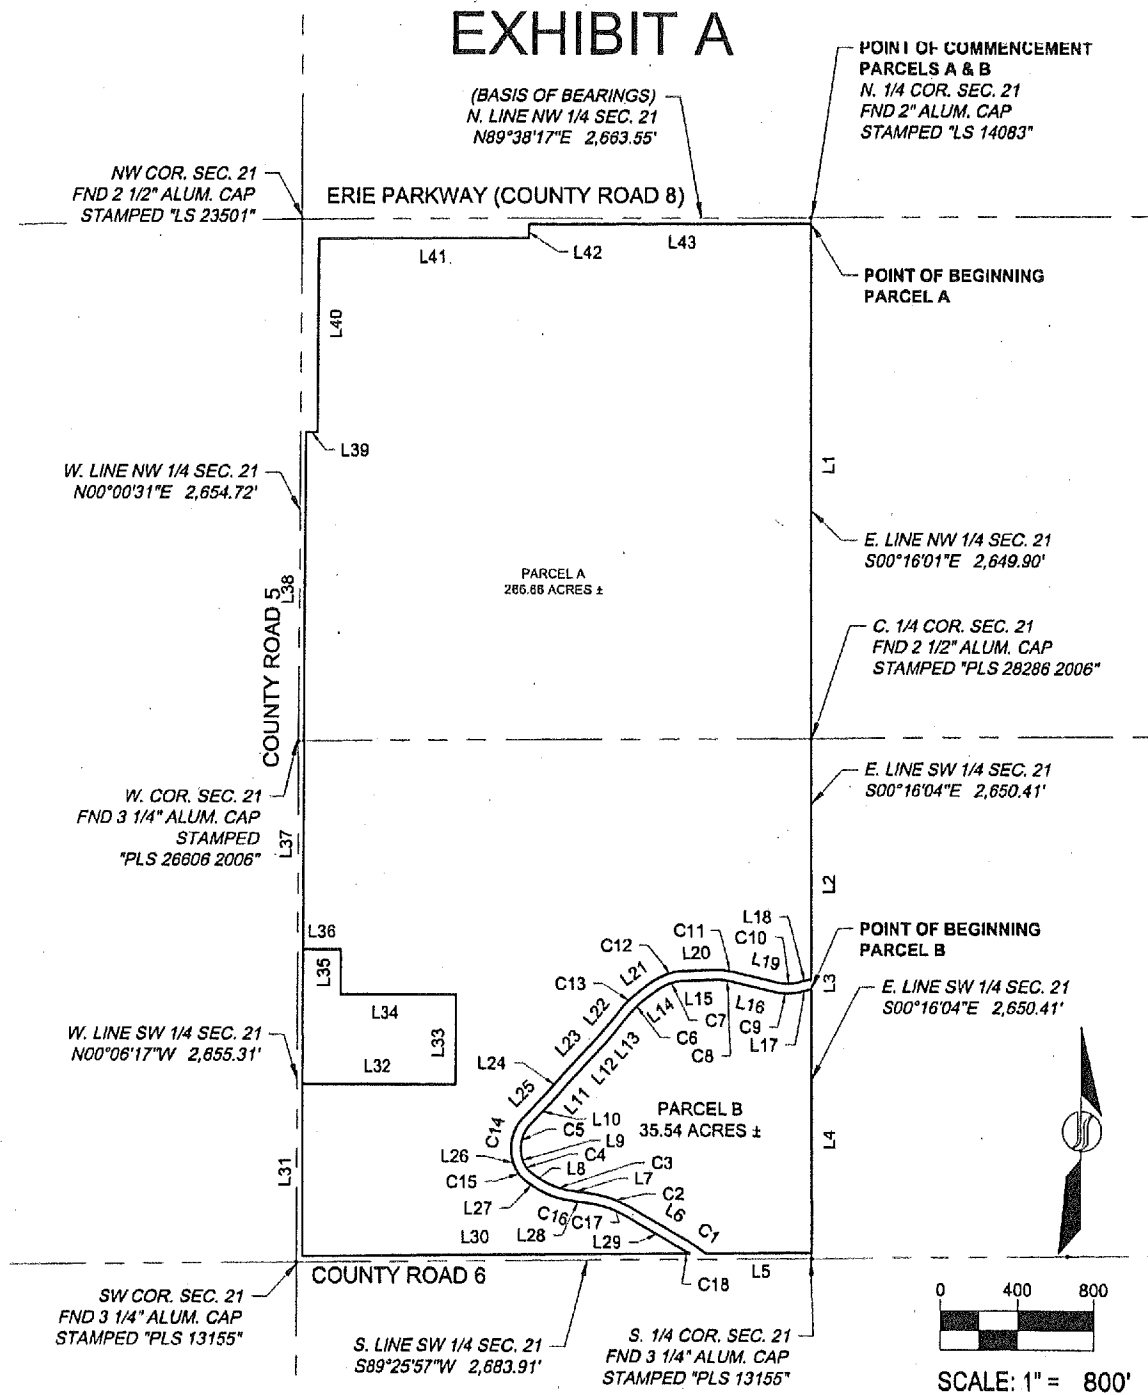 EXHIBIT A
POINT OF COMMENCEMENT
PARCELS A & B
N. 1/4 COR. SEC. 21
FND 2" ALUM. CAP
STAMPED "LS 14083"
(BASIS OF BEARINGS)
N. LINE NW 1/4 SEC. 21
N89°38'17"E 2,663.55'
NW COR. SEC. 21
FND 2 1/2" ALUM. CAP
STAMPED "LS 23501"
ERIE PARKWAY (COUNTY ROAD 8)
L41
L42
L43
POINT OF BEGINNING
PARCEL A
L40
L39
W. LINE NW 1/4 SEC. 21
N00°00'31"E 2,654.72'
L1
E. LINE NW 1/4 SEC. 21
S00°16'01"E 2,649.90'
PARCEL A
286.66 ACRES ±
L38
COUNTY ROAD 5
C. 1/4 COR. SEC. 21
FND 2 1/2" ALUM. CAP
STAMPED "PLS 28286 2006"
E. LINE SW 1/4 SEC. 21
S00°16'04"E 2,650.41'
W. COR. SEC. 21
FND 3 1/4" ALUM. CAP
STAMPED
"PLS 26606 2006"
L37
L2
L36
L35
L34
L33
L32
C12
C11
L20
L18
C10
L19
POINT OF BEGINNING
PARCEL B
C13
L21
L22
L15
L14
C7
L16
C9
L17
L3
C6
C8
E. LINE SW 1/4 SEC. 21
S00°16'04"E 2,650.41'
W. LINE SW 1/4 SEC. 21
N00°06'17"W 2,655.31'
L23
L13
L12
L24
L25
L11
L10
PARCEL B
35.54 ACRES ±
C14
C5
L9
C4
L26
C15
L8
C3
L7
C2
L4
L31
L27
C16
C17
L6
C1
L28
L29
L30
L5
COUNTY ROAD 6
C18
SW COR. SEC. 21
FND 3 1/4" ALUM. CAP
STAMPED "PLS 13155"
S. LINE SW 1/4 SEC. 21
S89°25'57"W 2,683.91'
S. 1/4 COR. SEC. 21
FND 3 1/4" ALUM. CAP
STAMPED "PLS 13155"
0 400 800
SCALE: 1" = 800'